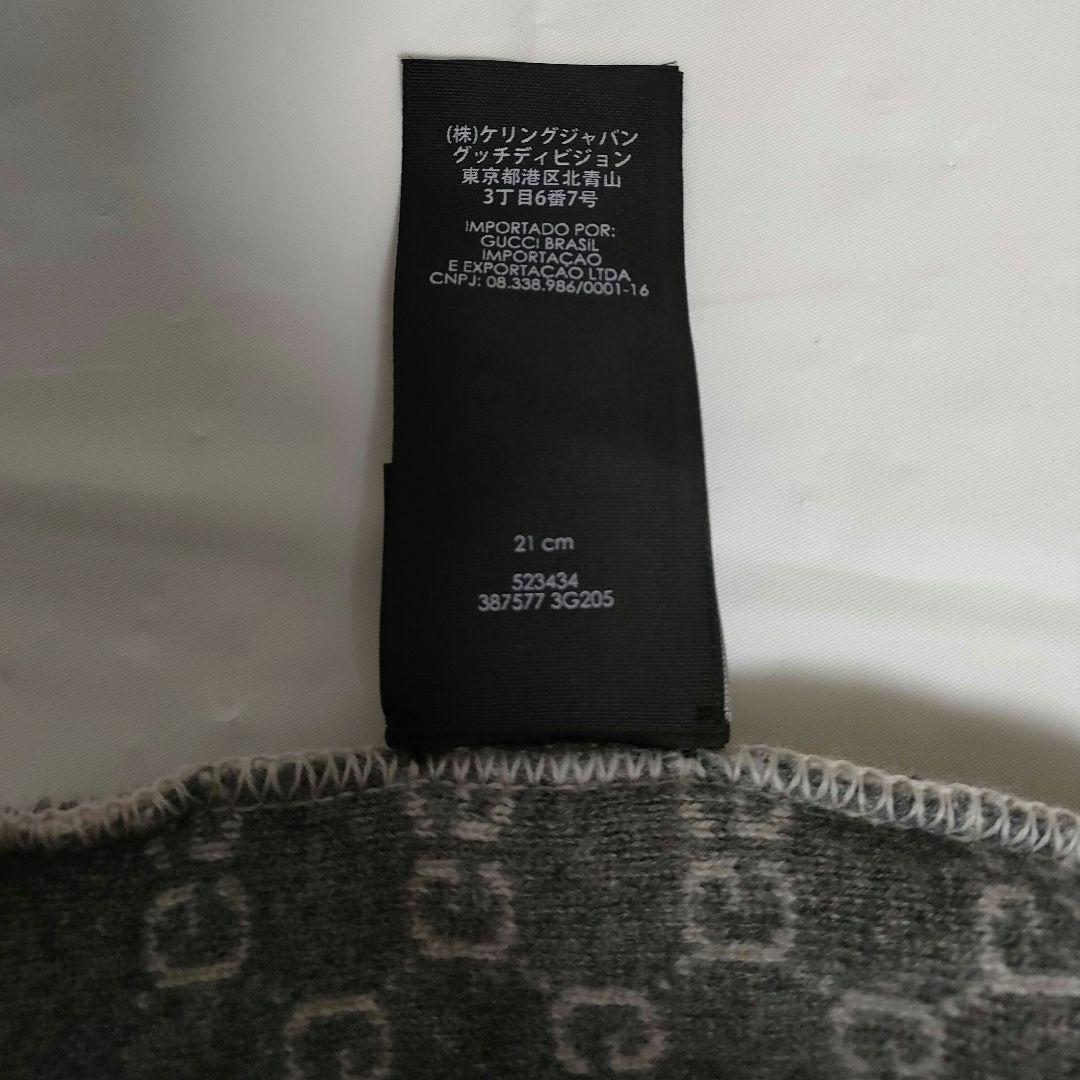 (株)ケリングジャパン
グッチディビジョン
東京都港区北青山
3丁目6番7号
IMPORTADO POR:
GUCCI BRASIL
IMPORTAÇAO
E EXPORTAÇAO LTDA
CNPJ: 08.338.986/0001-16
21 cm
523434
387577 3G205